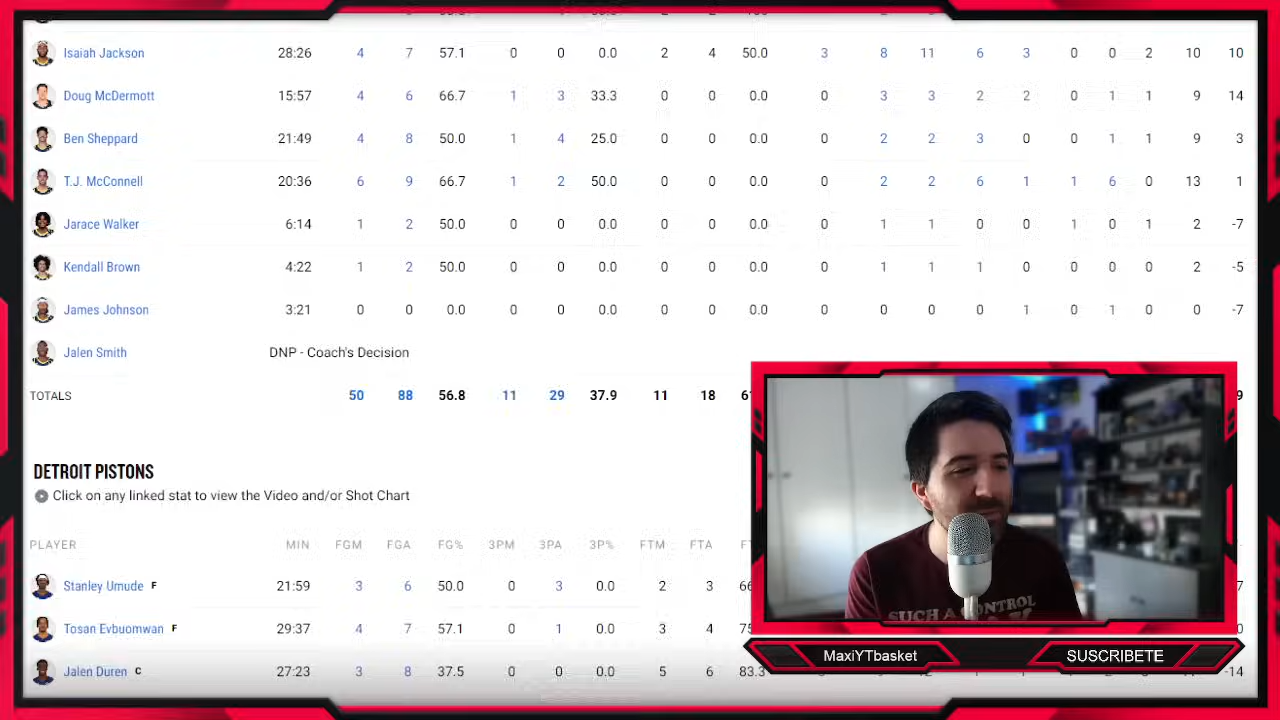 Isaiah Jackson 28:26 4 7 57.1 0 0 0.0 2 4 50.0 3 8 11 6 3 0 0 2 10 10
Doug McDermott 15:57 4 6 66.7 1 3 33.3 0 0 0.0 0 3 3 2 2 0 1 1 9 14
Ben Sheppard 21:49 4 8 50.0 1 4 25.0 0 0 0.0 0 2 2 3 0 0 1 1 9 3
T.J. McConnell 20:36 6 9 66.7 1 2 50.0 0 0 0.0 0 2 2 6 1 1 6 0 13 1
Jarace Walker 6:14 1 2 50.0 0 0 0.0 0 0 0.0 0 1 1 0 0 1 0 1 2 -7
Kendall Brown 4:22 1 2 50.0 0 0 0.0 0 0 0.0 0 1 1 1 0 0 0 0 2 -5
James Johnson 3:21 0 0 0.0 0 0 0.0 0 0 0.0 0 0 0 0 1 0 1 0 0 -7
Jalen Smith DNP - Coach's Decision
TOTALS 50 88 56.8 11 29 37.9 11 18
DETROIT PISTONS
Click on any linked stat to view the Video and/or Shot Chart
PLAYER MIN FGM FGA FG% 3PM 3PA 3P% FTM FTA
Stanley Umude F 21:59 3 6 50.0 0 3 0.0 2 3
Tosan Evbuomwan F 29:37 4 7 57.1 0 1 0.0 3 4
Jalen Duren C 27:23 3 8 37.5 0 0 0.0 5 6 83.3 -14
SUCH A CONTROL
MaxiYTbasket
SUSCRIBETE